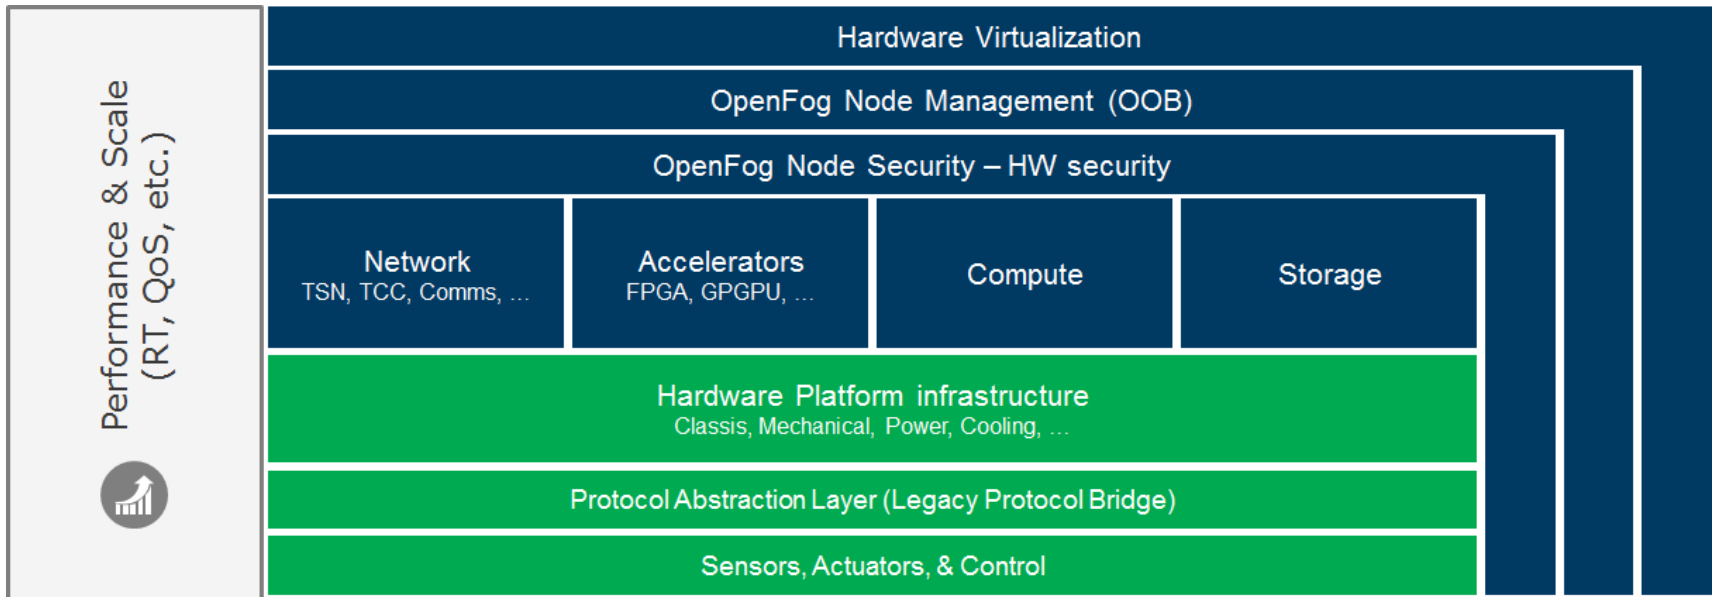 Performance & Scale
(RT, QoS, etc.)
Hardware Virtualization
OpenFog Node Management (OOB)
OpenFog Node Security – HW security
Network
TSN, TCC, Comms, ...
Accelerators
FPGA, GPGPU, ...
Compute
Storage
Hardware Platform infrastructure
Classis, Mechanical, Power, Cooling, ...
Protocol Abstraction Layer (Legacy Protocol Bridge)
Sensors, Actuators, & Control